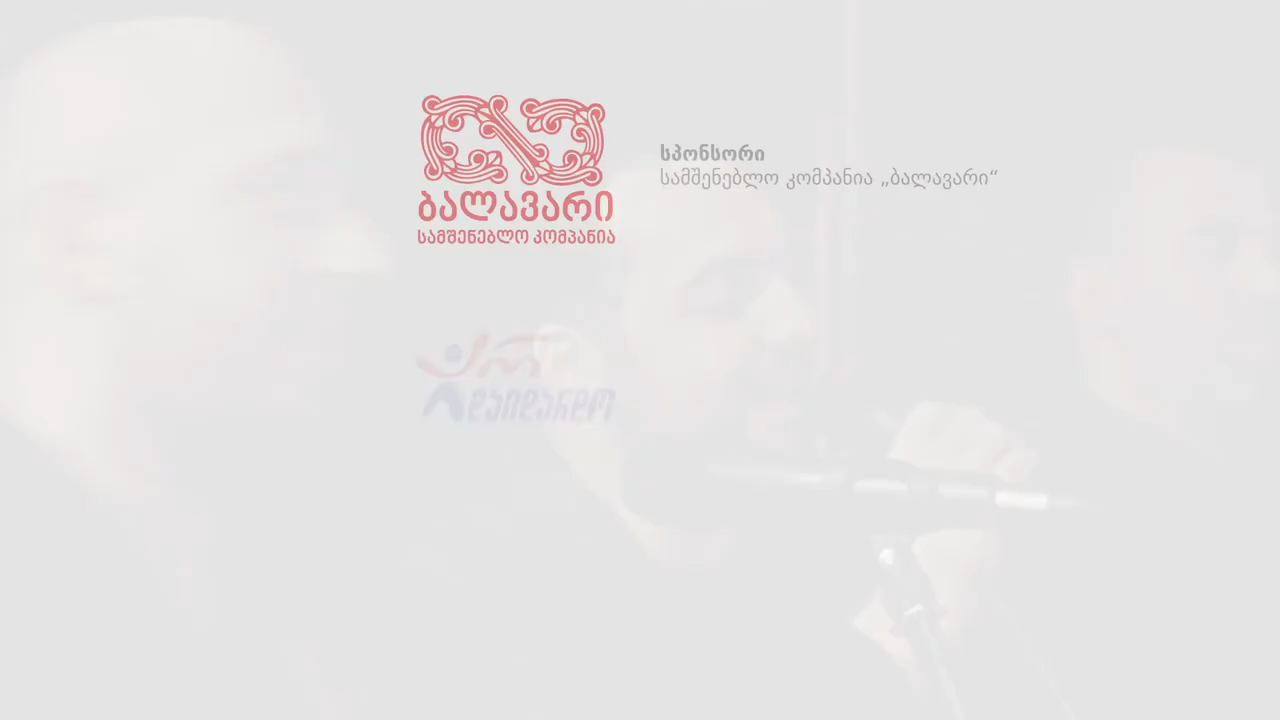 ბალავარი
სამშენებლო კომპანია
სპონსორი
სამშენებლო კომპანია „ბალავარი“